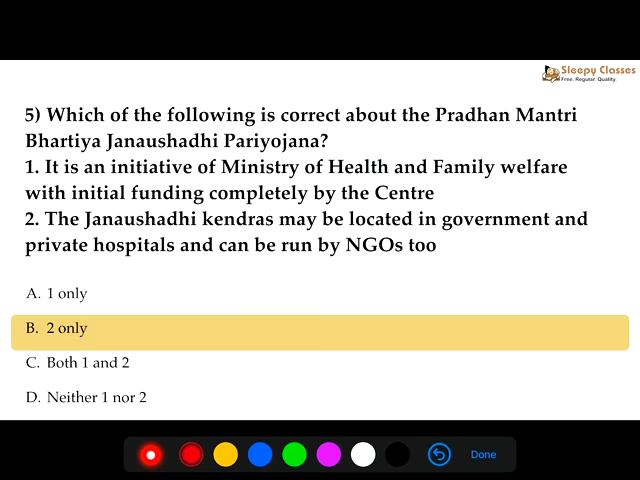 Sleepy Classes
Free. Regular. Quality.
5) Which of the following is correct about the Pradhan Mantri
Bhartiya Janaushadhi Pariyojana?
1. It is an initiative of Ministry of Health and Family welfare
with initial funding completely by the Centre
2. The Janaushadhi kendras may be located in government and
private hospitals and can be run by NGOs too
A. 1 only
B. 2 only
C. Both 1 and 2
D. Neither 1 nor 2
Done